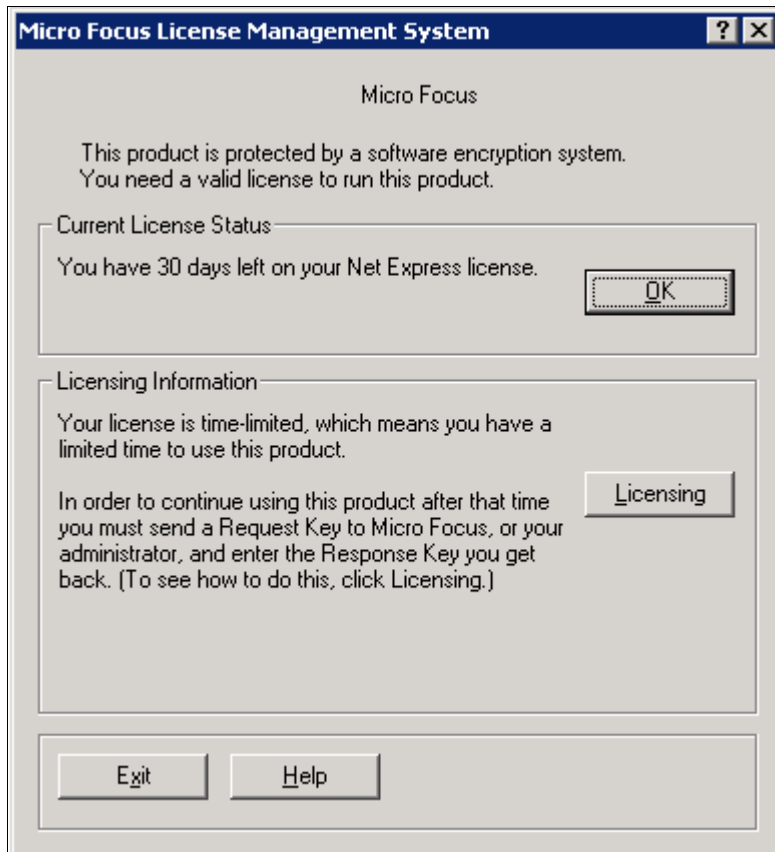 Micro Focus License Management System
Micro Focus
This product is protected by a software encryption system.
You need a valid license to run this product.
Current License Status
You have 30 days left on your Net Express license.
OK
Licensing Information
Your license is time-limited, which means you have a
limited time to use this product.
In order to continue using this product after that time
you must send a Request Key to Micro Focus, or your
administrator, and enter the Response Key you get
back. (To see how to do this, click Licensing.)
Licensing
Exit
Help